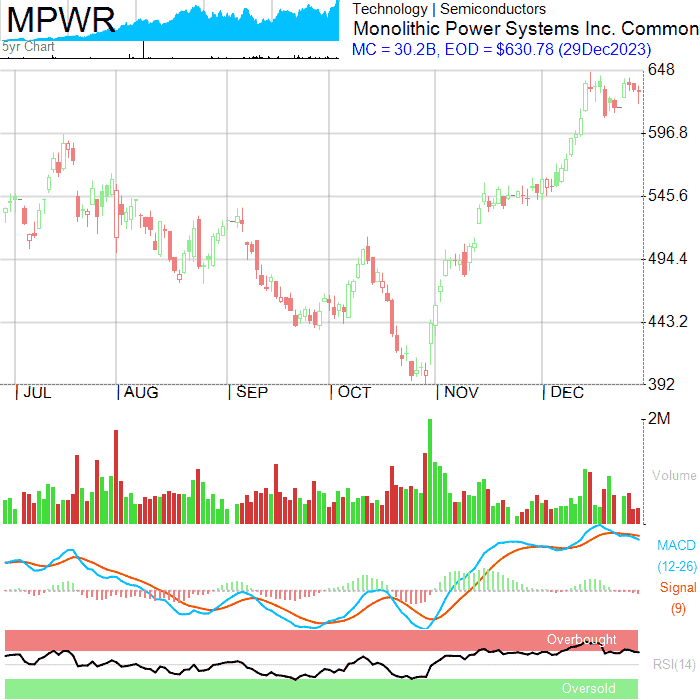 MPWR
Technology | Semiconductors
Monolithic Power Systems Inc. Common
MC = 30.2B, EOD = $630.78 (29Dec2023)
5yr Chart
648
596.8
545.6
494.4
443.2
392
JUL AUG SEP OCT NOV DEC
2M
Volume
MACD
(12-26)
Signal
(9)
Overbought
RSI(14)
Oversold